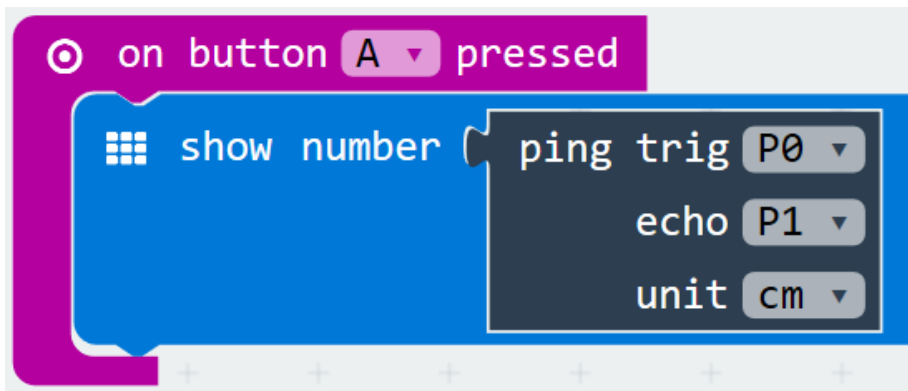 on button A pressed
show number ping trig P0
echo P1
unit cm